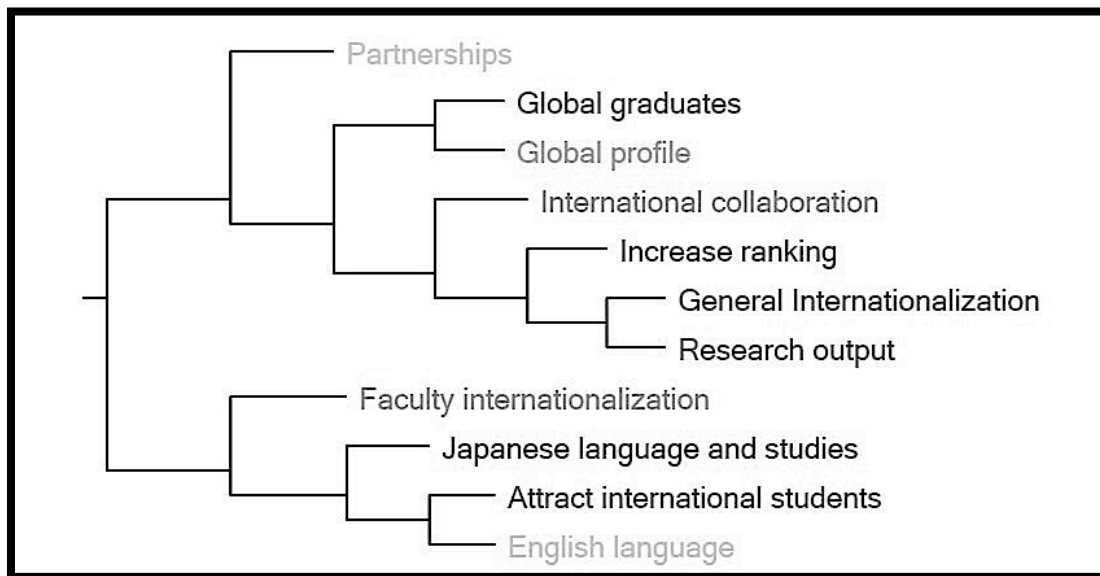 Partnerships
Global graduates
Global profile
International collaboration
Increase ranking
General Internationalization
Research output
Faculty internationalization
Japanese language and studies
Attract international students
English language